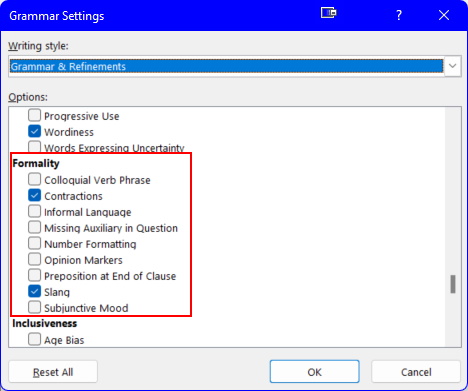 Grammar Settings
Writing style:
Grammar & Refinements
Options:
Progressive Use
Wordiness
Words Expressing Uncertainty
Formality
Colloquial Verb Phrase
Contractions
Informal Language
Missing Auxiliary in Question
Number Formatting
Opinion Markers
Preposition at End of Clause
Slang
Subjunctive Mood
Inclusiveness
Age Bias
Reset All
OK
Cancel